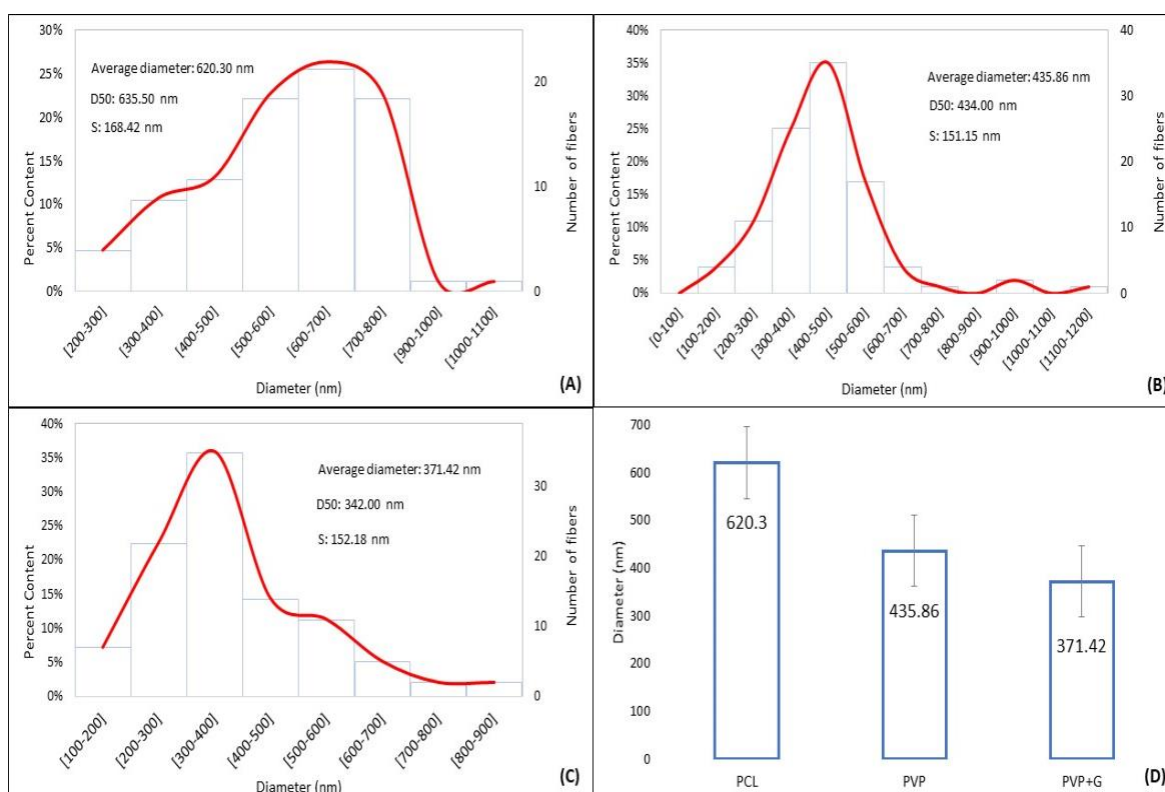 30%
25%
20%
15%
10%
5%
0%
Percent Content
Average diameter: 620.30 nm
D50: 635.50 nm
S: 168.42 nm
20
10
0
Number of fibers
[200-300]
[300-400]
[400-500]
[500-600]
[600-700]
[700-800]
[900-1000]
[1000-1100]
Diameter (nm)
(A)
40%
35%
30%
25%
20%
15%
10%
5%
0%
Percent Content
Average diameter: 435.86 nm
D50: 434.00 nm
S: 151.15 nm
40
30
20
10
0
Number of fibers
[0-100]
[100-200]
[200-300]
[300-400]
[400-500]
[500-600]
[600-700]
[700-800]
[800-900]
[900-1000]
[1000-1100]
[1100-1200]
Diameter (nm)
(B)
40%
35%
30%
25%
20%
15%
10%
5%
0%
Percent Content
Average diameter: 371.42 nm
D50: 342.00 nm
S: 152.18 nm
30
20
10
0
Number of fibers
[100-200]
[200-300]
[300-400]
[400-500]
[500-600]
[600-700]
[700-800]
[800-900]
Diameter (nm)
(C)
700
600
500
400
300
200
100
0
Diameter (nm)
620.3
435.86
371.42
PCL
PVP
PVP+G
(D)